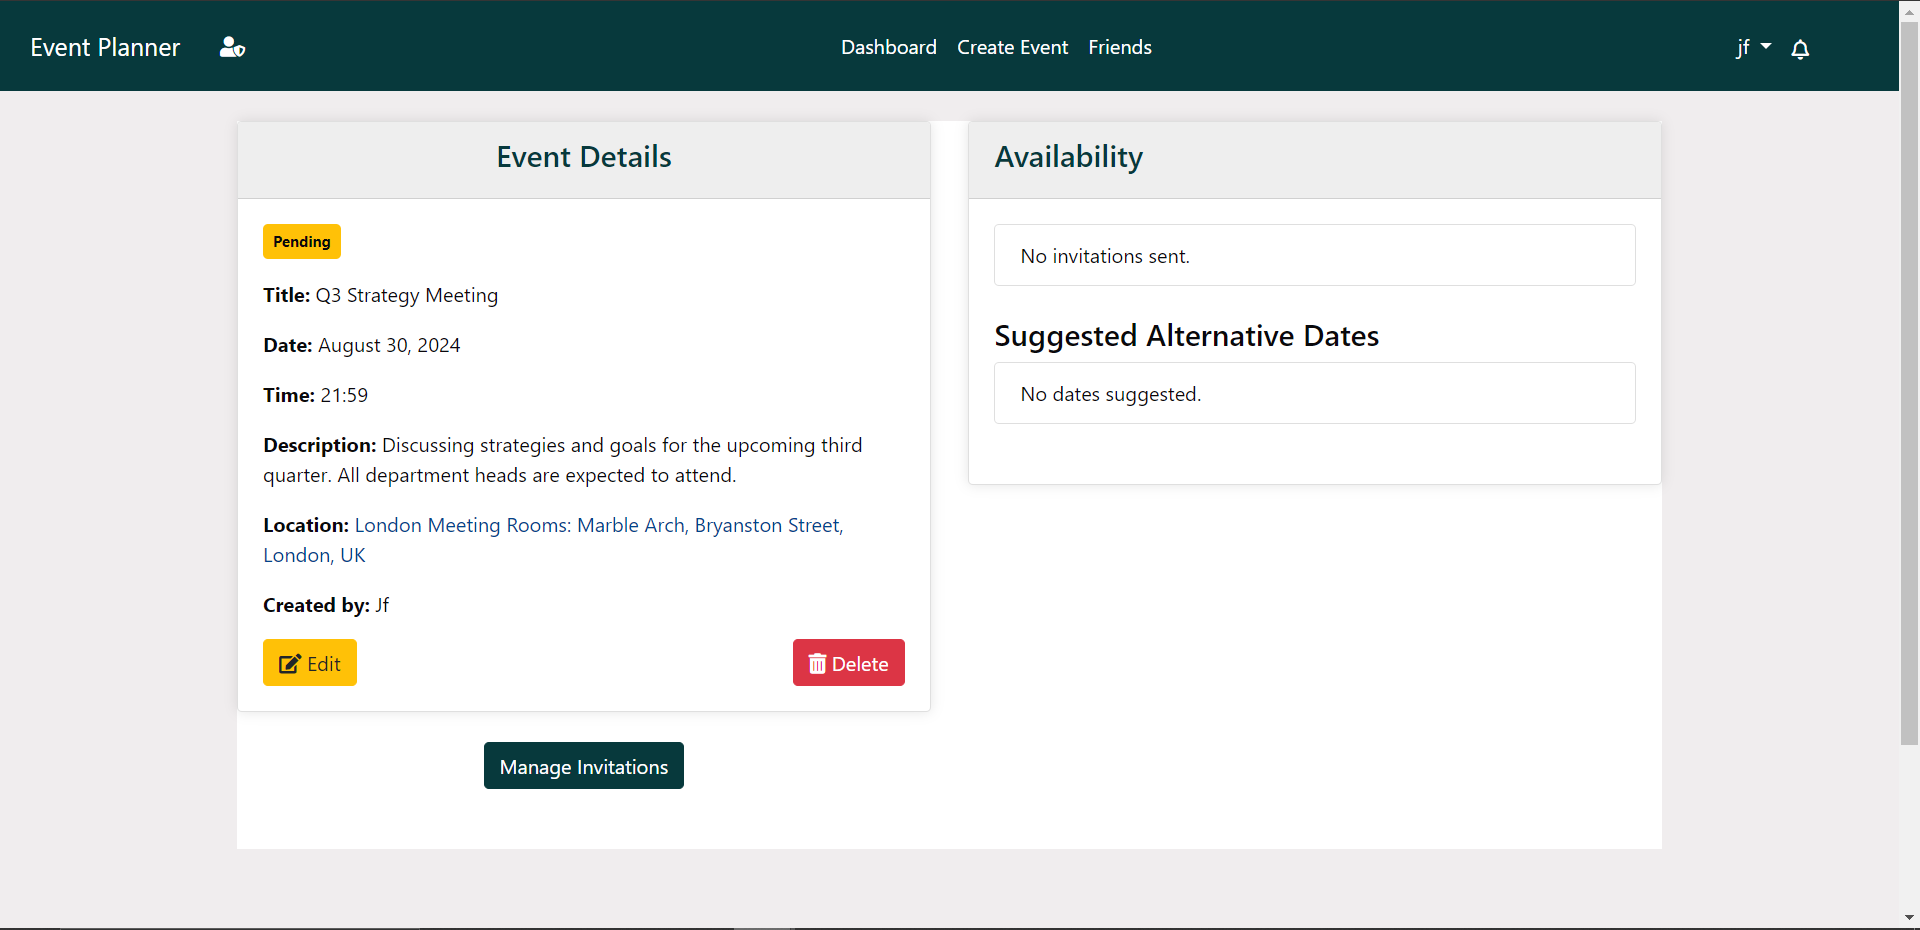 Event Planner
Dashboard Create Event Friends
jf
Event Details
Pending
Title: Q3 Strategy Meeting
Date: August 30, 2024
Time: 21:59
Description: Discussing strategies and goals for the upcoming third
quarter. All department heads are expected to attend.
Location: London Meeting Rooms: Marble Arch, Bryanston Street,
London, UK
Created by: Jf
Edit
Delete
Manage Invitations
Availability
No invitations sent.
Suggested Alternative Dates
No dates suggested.